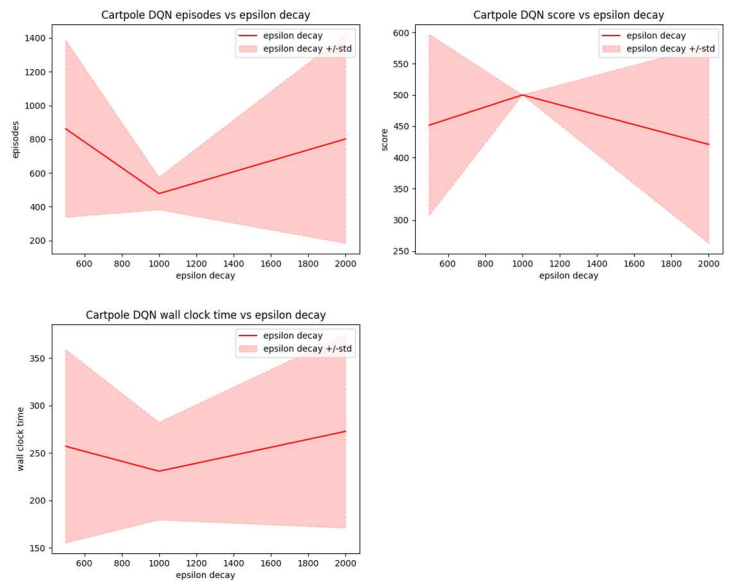 Cartpole DQN episodes vs epsilon decay
epsilon decay
epsilon decay +/-std
1400
1200
1000
800
600
400
200
episodes
600 800 1000 1200 1400 1600 1800 2000
epsilon decay
Cartpole DQN score vs epsilon decay
epsilon decay
epsilon decay +/-std
600
550
500
450
400
350
300
250
score
600 800 1000 1200 1400 1600 1800 2000
epsilon decay
Cartpole DQN wall clock time vs epsilon decay
epsilon decay
epsilon decay +/-std
350
300
250
200
150
wall clock time
600 800 1000 1200 1400 1600 1800 2000
epsilon decay